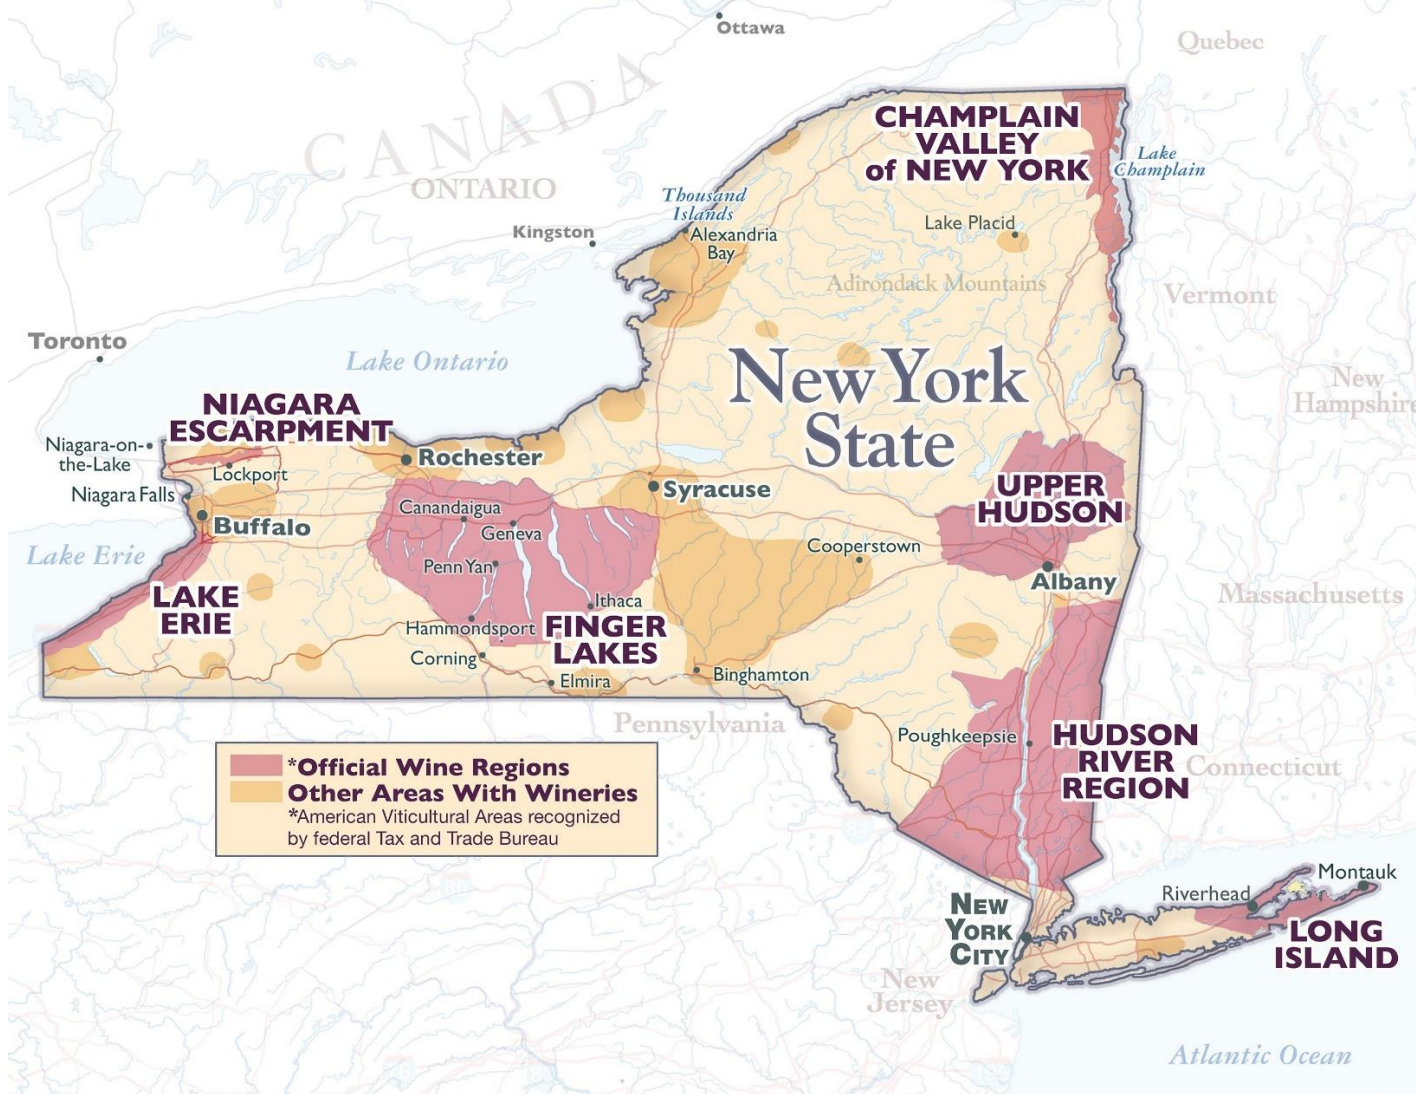 Ottawa
Quebec
CANADA
ONTARIO
CHAMPLAIN
VALLEY
of NEW YORK
Lake
Champlain
Thousand
Islands
Kingston
Alexandria
Bay
Lake Placid
Adirondack Mountains
Vermont
Toronto
Lake Ontario
New York
State
New
Hampshire
NIAGARA
ESCARPMENT
Niagara-on-
the-Lake
Lockport
Rochester
Niagara Falls
Syracuse
UPPER
HUDSON
Canandaigua
Buffalo
Geneva
Lake Erie
Cooperstown
Penn Yan
Albany
LAKE
ERIE
Ithaca
Massachusetts
Hammondsport
FINGER
LAKES
Corning
Elmira
Binghamton
Pennsylvania
Poughkeepsie
HUDSON
RIVER
REGION
Connecticut
*Official Wine Regions
Other Areas With Wineries
*American Viticultural Areas recognized
by federal Tax and Trade Bureau
Montauk
Riverhead
NEW
YORK
CITY
LONG
ISLAND
New
Jersey
Atlantic Ocean